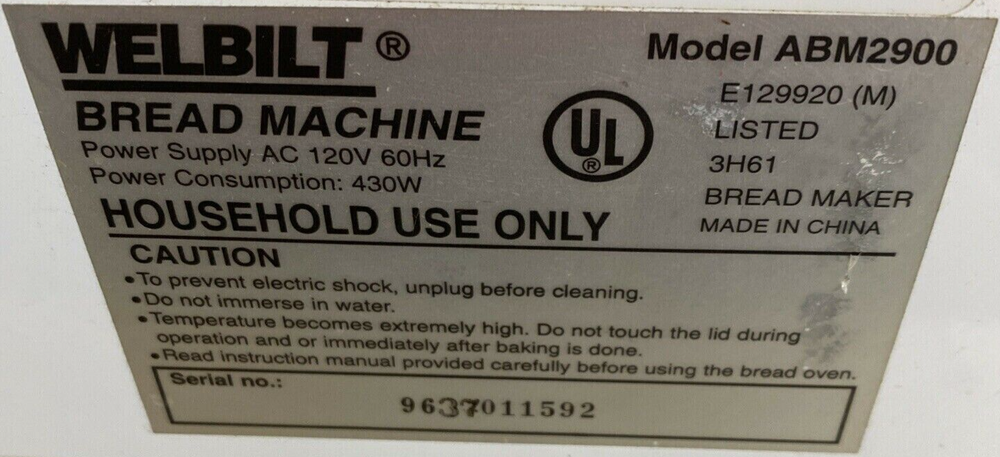 WELBILT ®
Model ABM2900
BREAD MACHINE
Power Supply AC 120V 60Hz
Power Consumption: 430W
UL ®
E129920 (M)
LISTED
3H61
BREAD MAKER
MADE IN CHINA
HOUSEHOLD USE ONLY
CAUTION
•To prevent electric shock, unplug before cleaning.
•Do not immerse in water.
•Temperature becomes extremely high. Do not touch the lid during
operation and or immediately after baking is done.
•Read instruction manual provided carefully before using the bread oven.
Serial no.:
9637011592